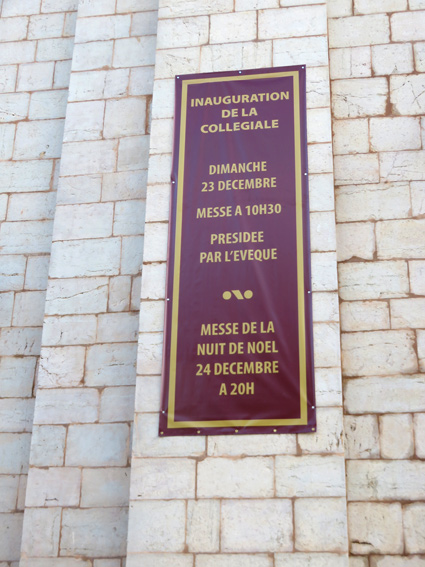 INAUGURATION
DE LA
COLLEGIALE
DIMANCHE
23 DECEMBRE
MESSE A 10H30
PRESIDEE
PAR L'EVEQUE
MESSE DE LA
NUIT DE NOEL
24 DECEMBRE
A 20H